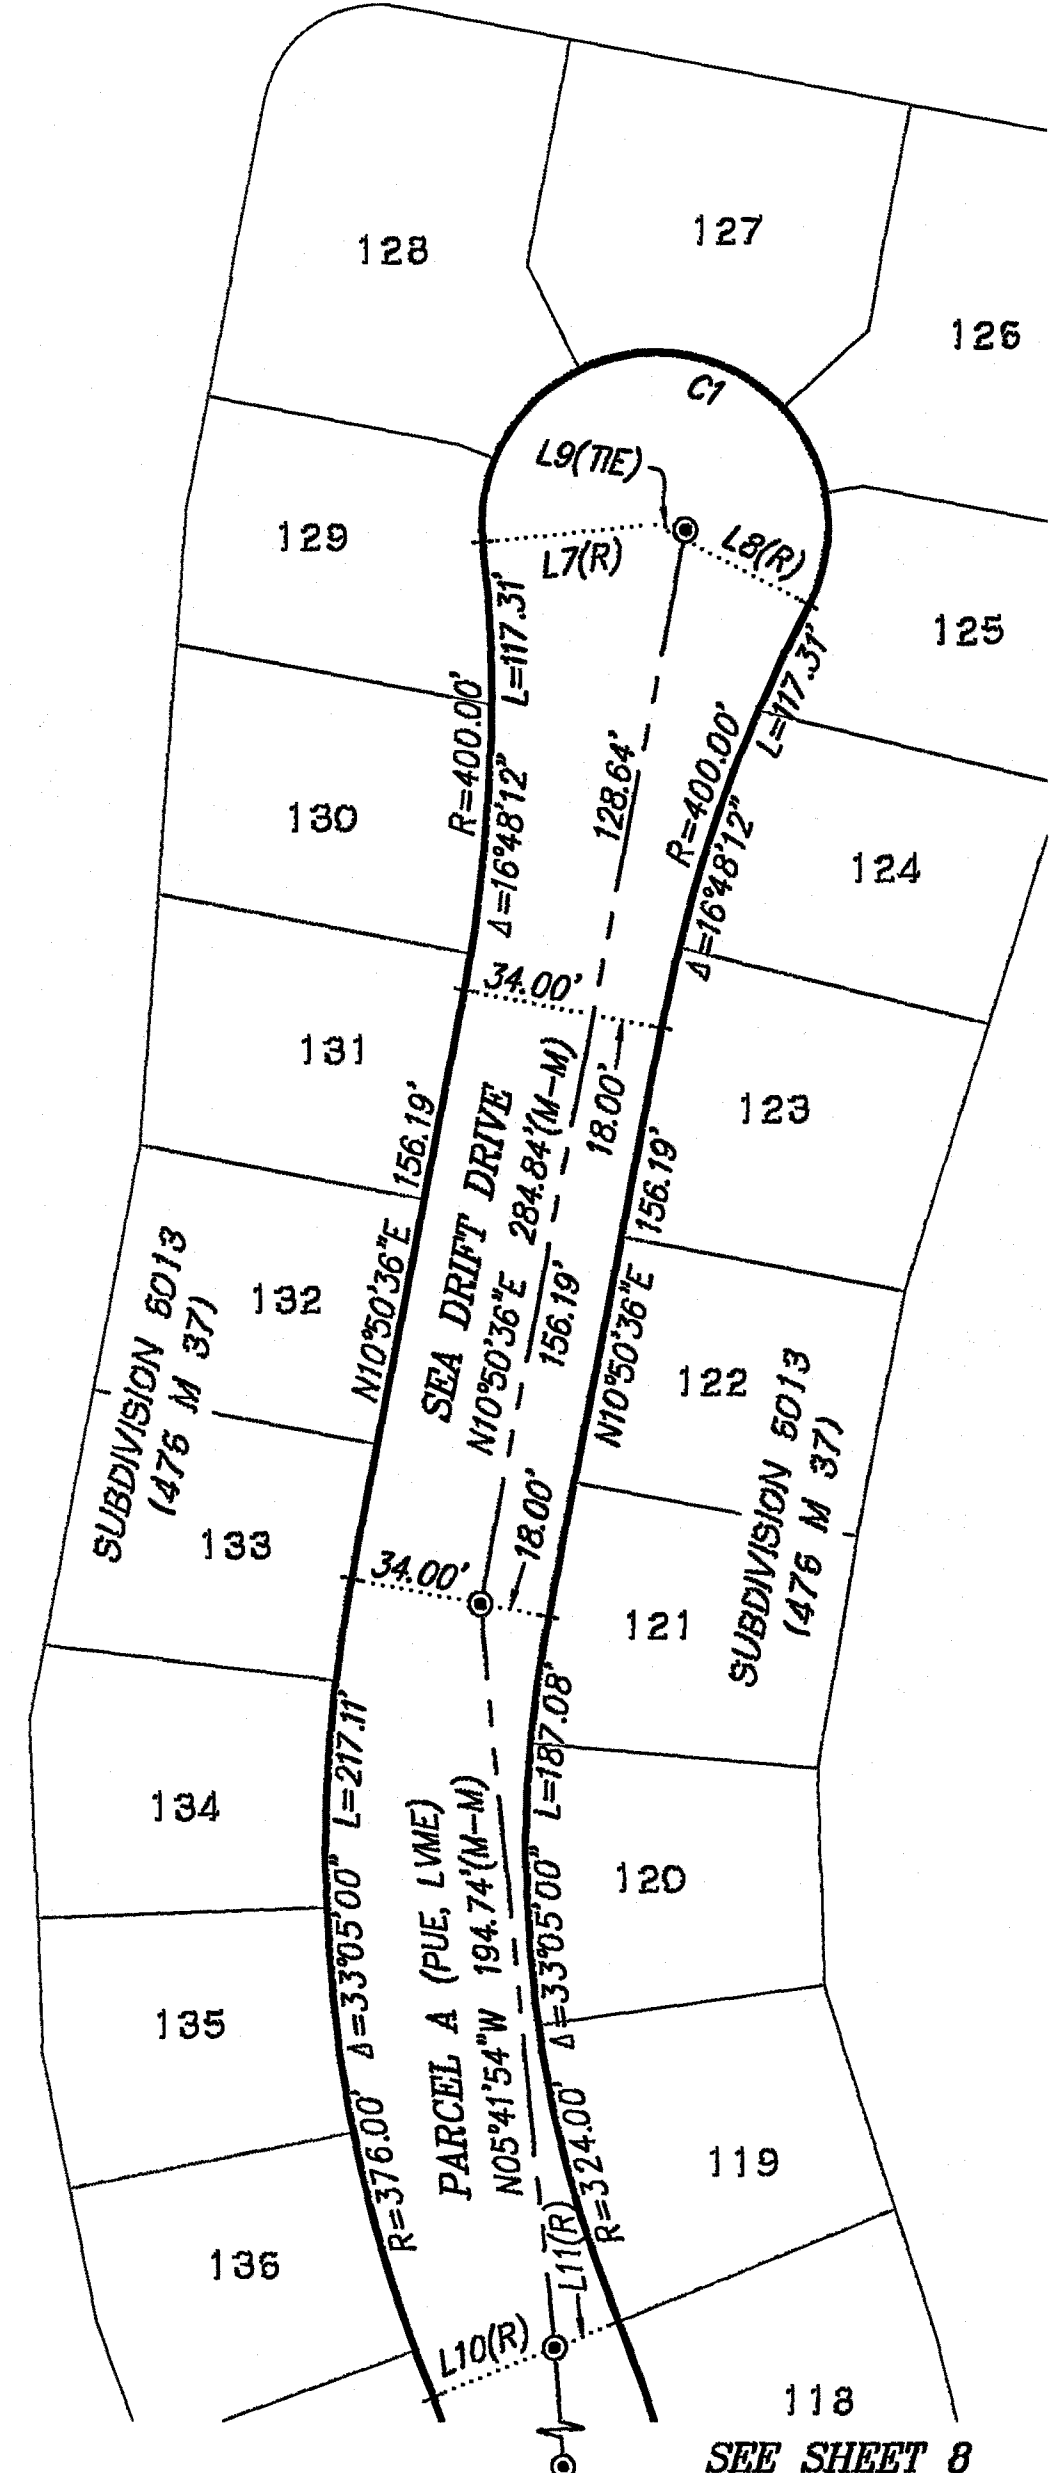 128
127
126
C1
L9(TIE)
129
L7(R)
L8(R)
125
L=117.31'
R=400.00'
Δ=16°48'12"
128.64'
L=117.31'
R=400.00'
Δ=16°48'12"
130
124
34.00'
131
123
156.19'
N10°50'36"E
SEA DRIFT DRIVE
N10°50'36"E 284.84'(M-M)
156.19'
18.00'
156.19'
N10°50'36"E
132
122
SUBDIVISION 6013
(476 M 37)
SUBDIVISION 6013
(476 M 37)
133
34.00'
18.00'
121
134
120
R=376.00' Δ=33°05'00" L=217.11'
PARCEL A (PUE, LVME)
N05°41'54"W 194.74'(M-M)
R=324.00' Δ=33°05'00" L=187.08'
135
119
136
L11(R)
L10(R)
118
SEE SHEET 8